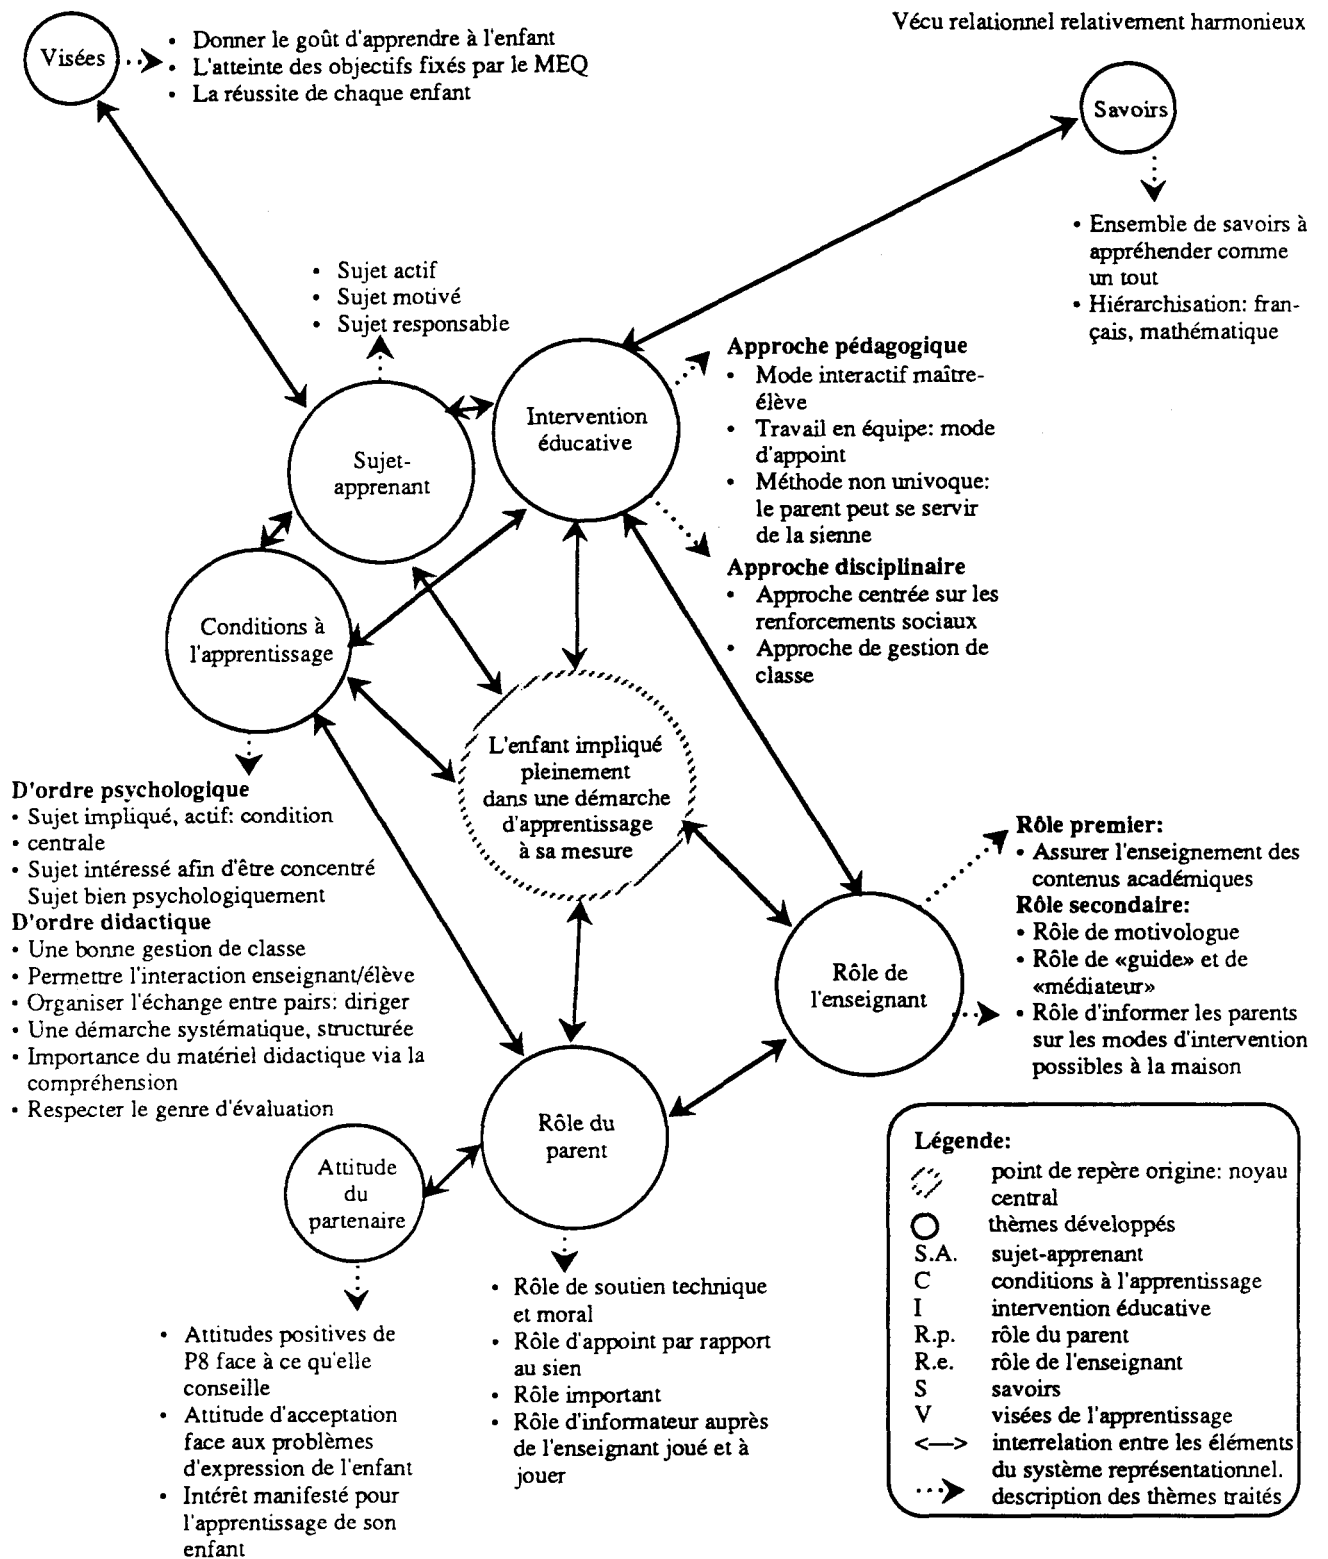 Vécu relationnel relativement harmonieux
Visées
• Donner le goût d'apprendre à l'enfant
• L'atteinte des objectifs fixés par le MEQ
• La réussite de chaque enfant
Savoirs
• Ensemble de savoirs à
appréhender comme
un tout
• Hiérarchisation: fran-
çais, mathématique
• Sujet actif
• Sujet motivé
• Sujet responsable
Sujet-
apprenant
Intervention
éducative
Approche pédagogique
• Mode interactif maître-
élève
• Travail en équipe: mode
d'appoint
• Méthode non univoque:
le parent peut se servir
de la sienne
Approche disciplinaire
• Approche centrée sur les
renforcements sociaux
• Approche de gestion de
classe
Conditions à
l'apprentissage
L'enfant impliqué
pleinement
dans une démarche
d'apprentissage
à sa mesure
D'ordre psychologique
• Sujet impliqué, actif: condition
• centrale
• Sujet intéressé afin d'être concentré
Sujet bien psychologiquement
D'ordre didactique
• Une bonne gestion de classe
• Permettre l'interaction enseignant/élève
• Organiser l'échange entre pairs: diriger
• Une démarche systématique, structurée
• Importance du matériel didactique via la
compréhension
• Respecter le genre d'évaluation
Rôle de
l'enseignant
Rôle premier:
• Assurer l'enseignement des
contenus académiques
Rôle secondaire:
• Rôle de motivologue
• Rôle de «guide» et de
«médiateur»
• Rôle d'informer les parents
sur les modes d'intervention
possibles à la maison
Rôle du
parent
Attitude
du
partenaire
• Rôle de soutien technique
et moral
• Rôle d'appoint par rapport
au sien
• Rôle important
• Rôle d'informateur auprès
de l'enseignant joué et à
jouer
• Attitudes positives de
P8 face à ce qu'elle
conseille
• Attitude d'acceptation
face aux problèmes
d'expression de l'enfant
• Intérêt manifesté pour
l'apprentissage de son
enfant
Légende:
point de repère origine: noyau
central
thèmes développés
S.A. sujet-apprenant
C conditions à l'apprentissage
I intervention éducative
R.p. rôle du parent
R.e. rôle de l'enseignant
S savoirs
V visées de l'apprentissage
<—> interrelation entre les éléments
du système représentationnel.
description des thèmes traités